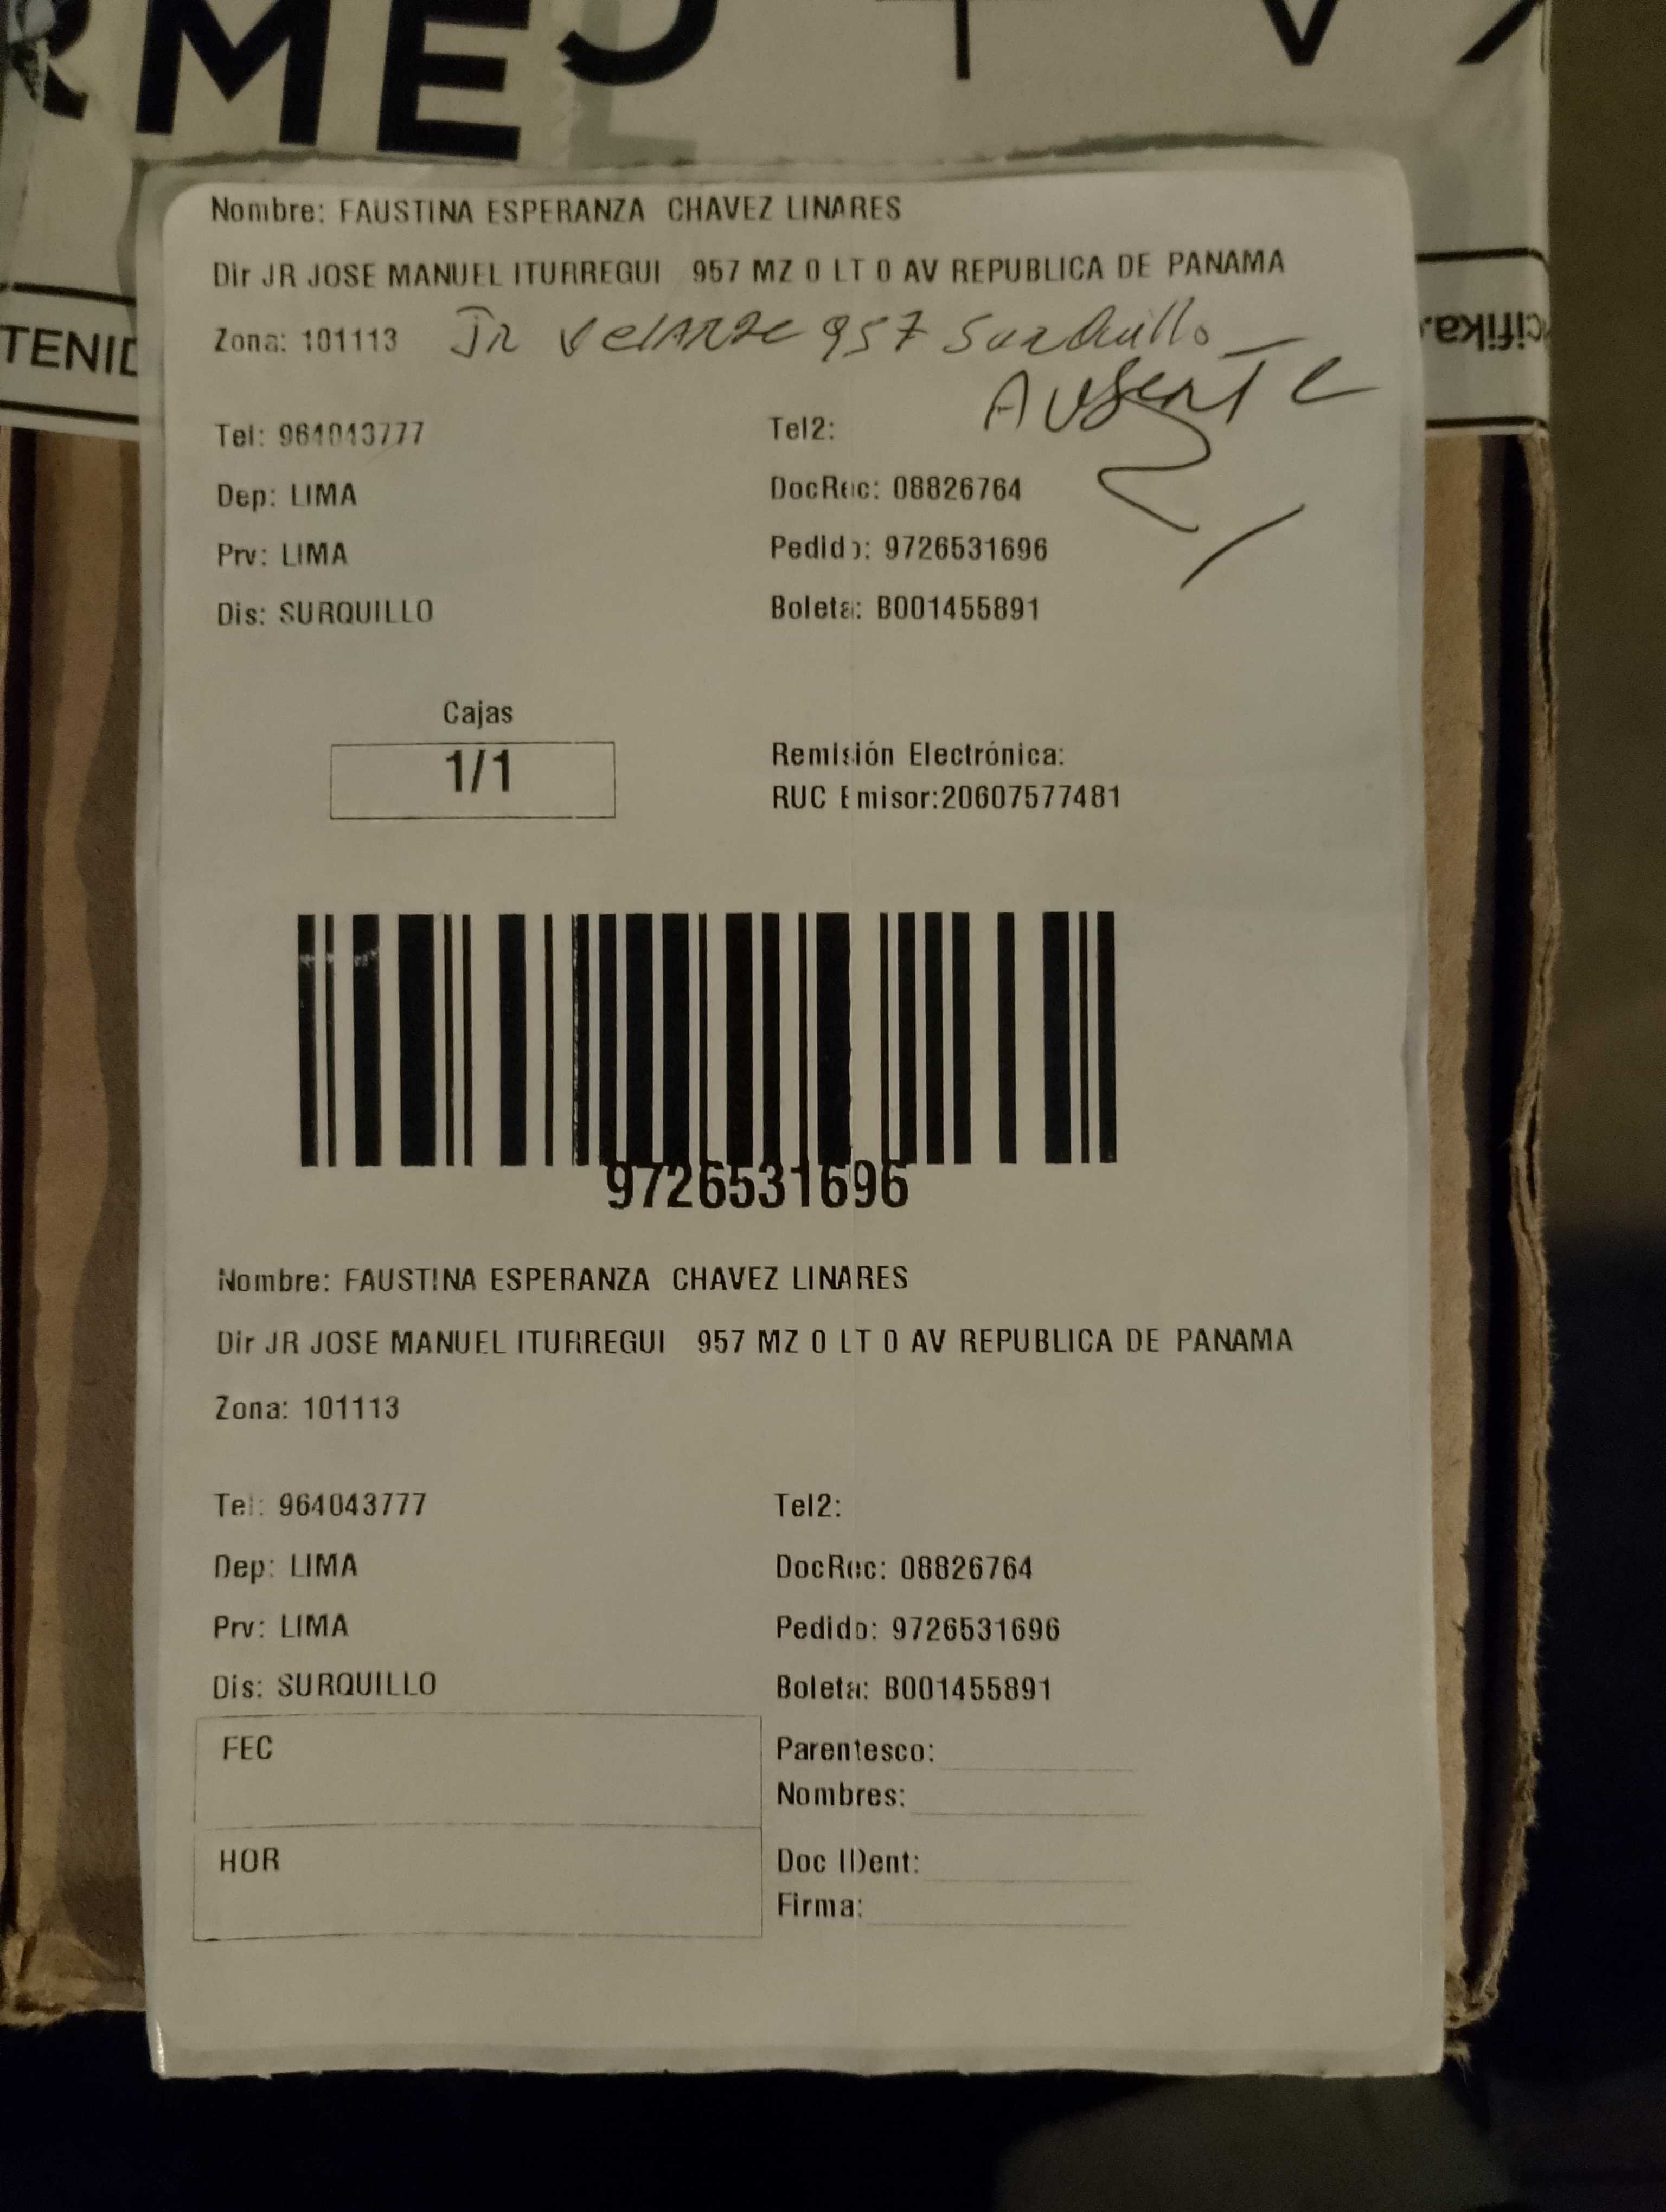 RMEC
Nombre: FAUSTINA ESPERANZA CHAVEZ LINARES
Dir JR JOSE MANUEL ITURREGUI 957 MZ 0 LT 0 AV REPUBLICA DE PANAMA
Zona: 101113 JR VELARDE 957 Surquillo
AUSENTE
TENID
cifika.
Tel: 964043777 Tel2:
Dep: LIMA DocRec: 08826764
Prv: LIMA Pedido: 9726531696
Dis: SURQUILLO Boleta: B001455891
Cajas
1/1
Remisión Electrónica:
RUC Emisor:20607577481
9726531696
Nombre: FAUSTINA ESPERANZA CHAVEZ LINARES
Dir JR JOSE MANUEL ITURREGUI 957 MZ 0 LT 0 AV REPUBLICA DE PANAMA
Zona: 101113
Tel: 964043777 Tel2:
Dep: LIMA DocRec: 08826764
Prv: LIMA Pedido: 9726531696
Dis: SURQUILLO Boleta: B001455891
FEC Parentesco:
Nombres:
HOR Doc IDent:
Firma: